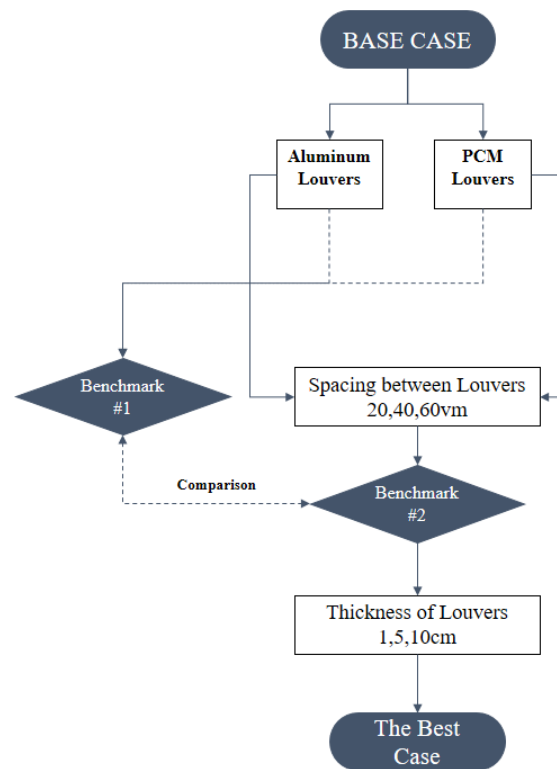 BASE CASE
Aluminum
Louvers
PCM
Louvers
Benchmark
#1
Spacing between Louvers
20,40,60vm
Comparison
Benchmark
#2
Thickness of Louvers
1,5,10cm
The Best
Case